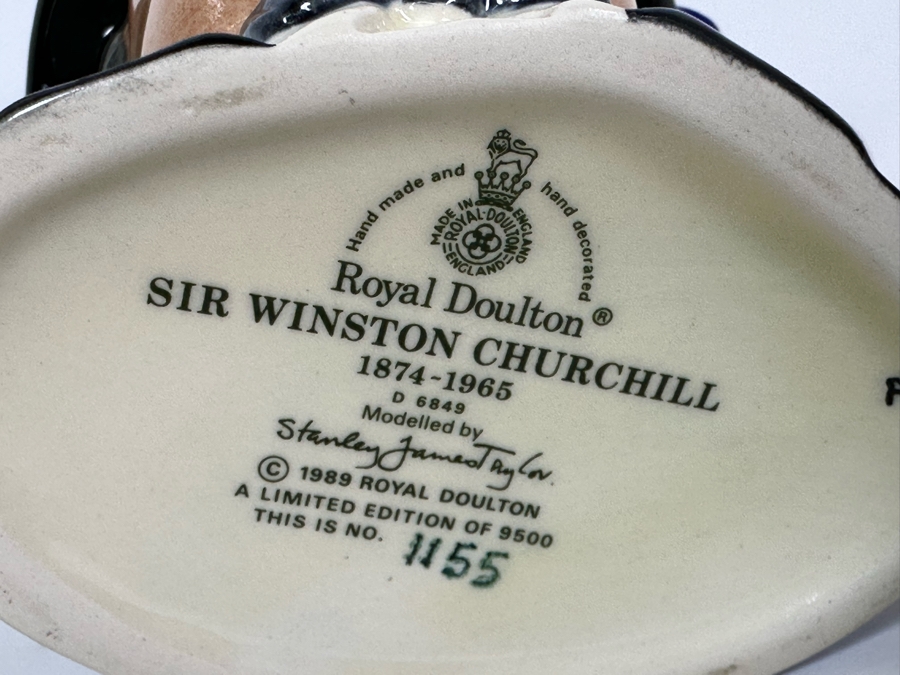 Hand made and hand decorated
MADE IN ENGLAND
ROYAL·DOULTON
ENGLAND
Royal Doulton®
SIR WINSTON CHURCHILL
1874-1965
D 6849
Modelled by
Stanley James Taylor.
© 1989 ROYAL DOULTON
A LIMITED EDITION OF 9500
THIS IS NO. 1155